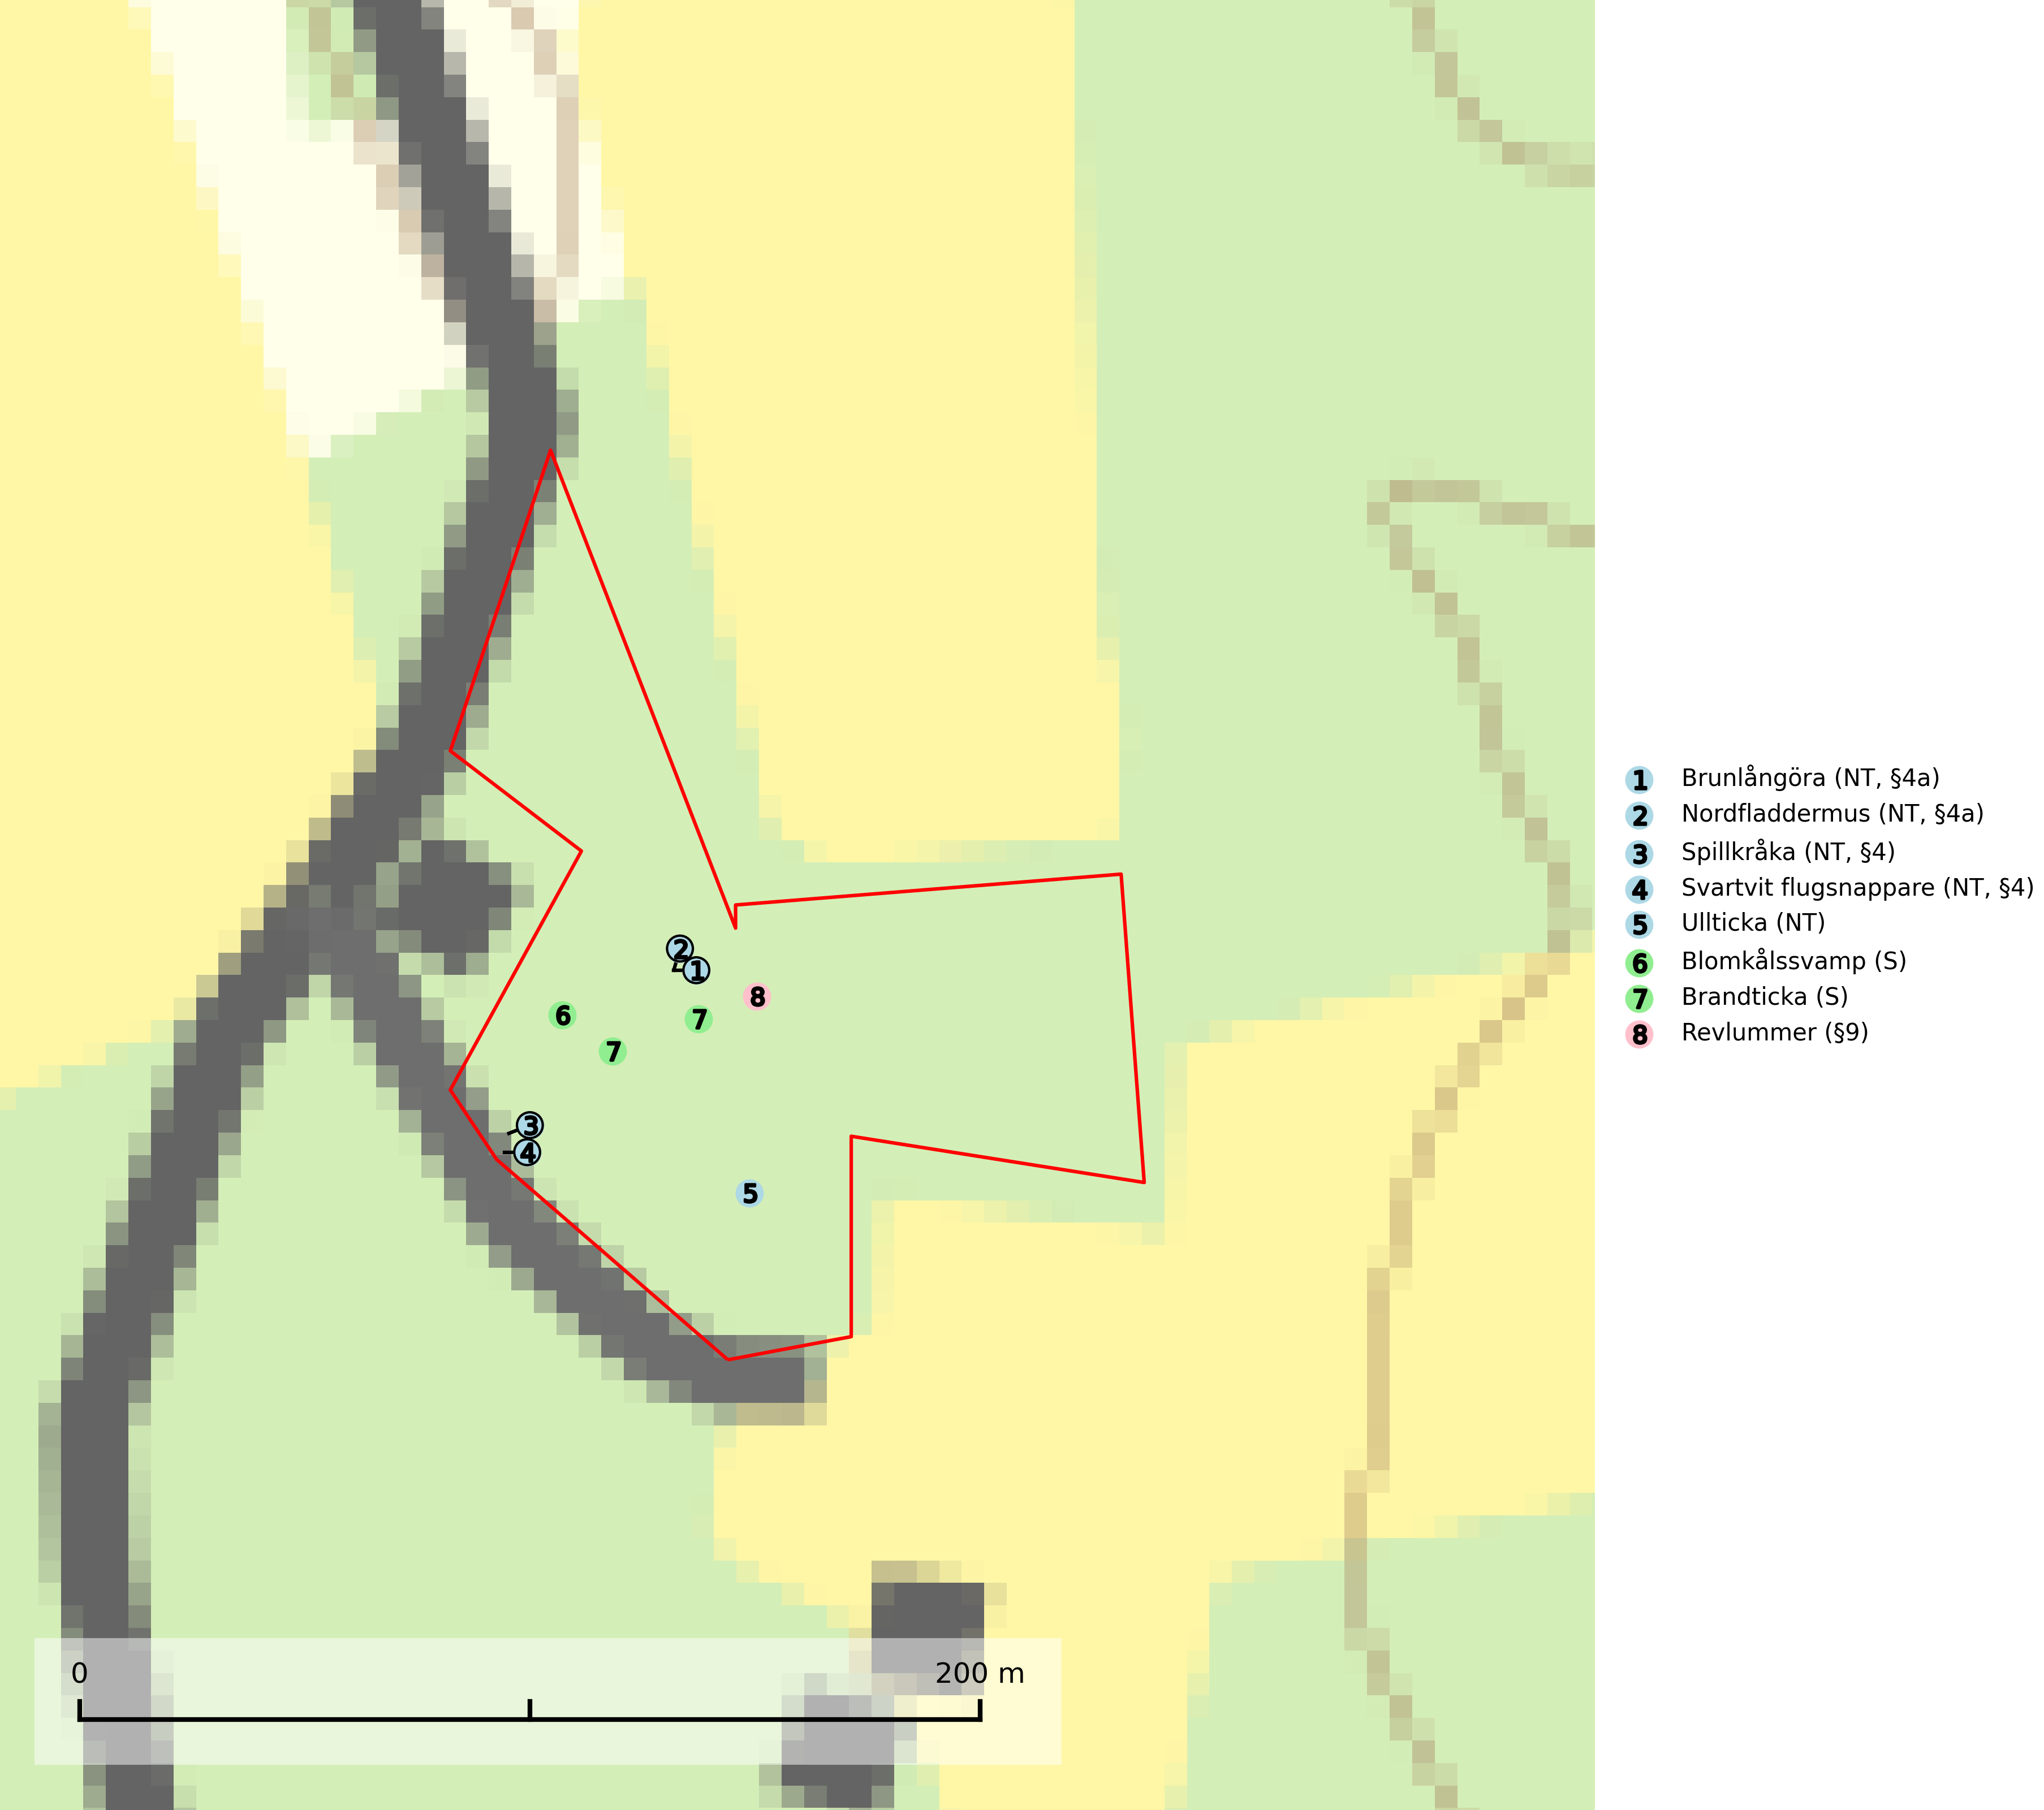 2
1
8
6
7
7
3
4
5
0 200 m
1 Brunlångöra (NT, §4a)
2 Nordfladdermus (NT, §4a)
3 Spillkråka (NT, §4)
4 Svartvit flugsnappare (NT, §4)
5 Ullticka (NT)
6 Blomkålssvamp (S)
7 Brandticka (S)
8 Revlummer (§9)